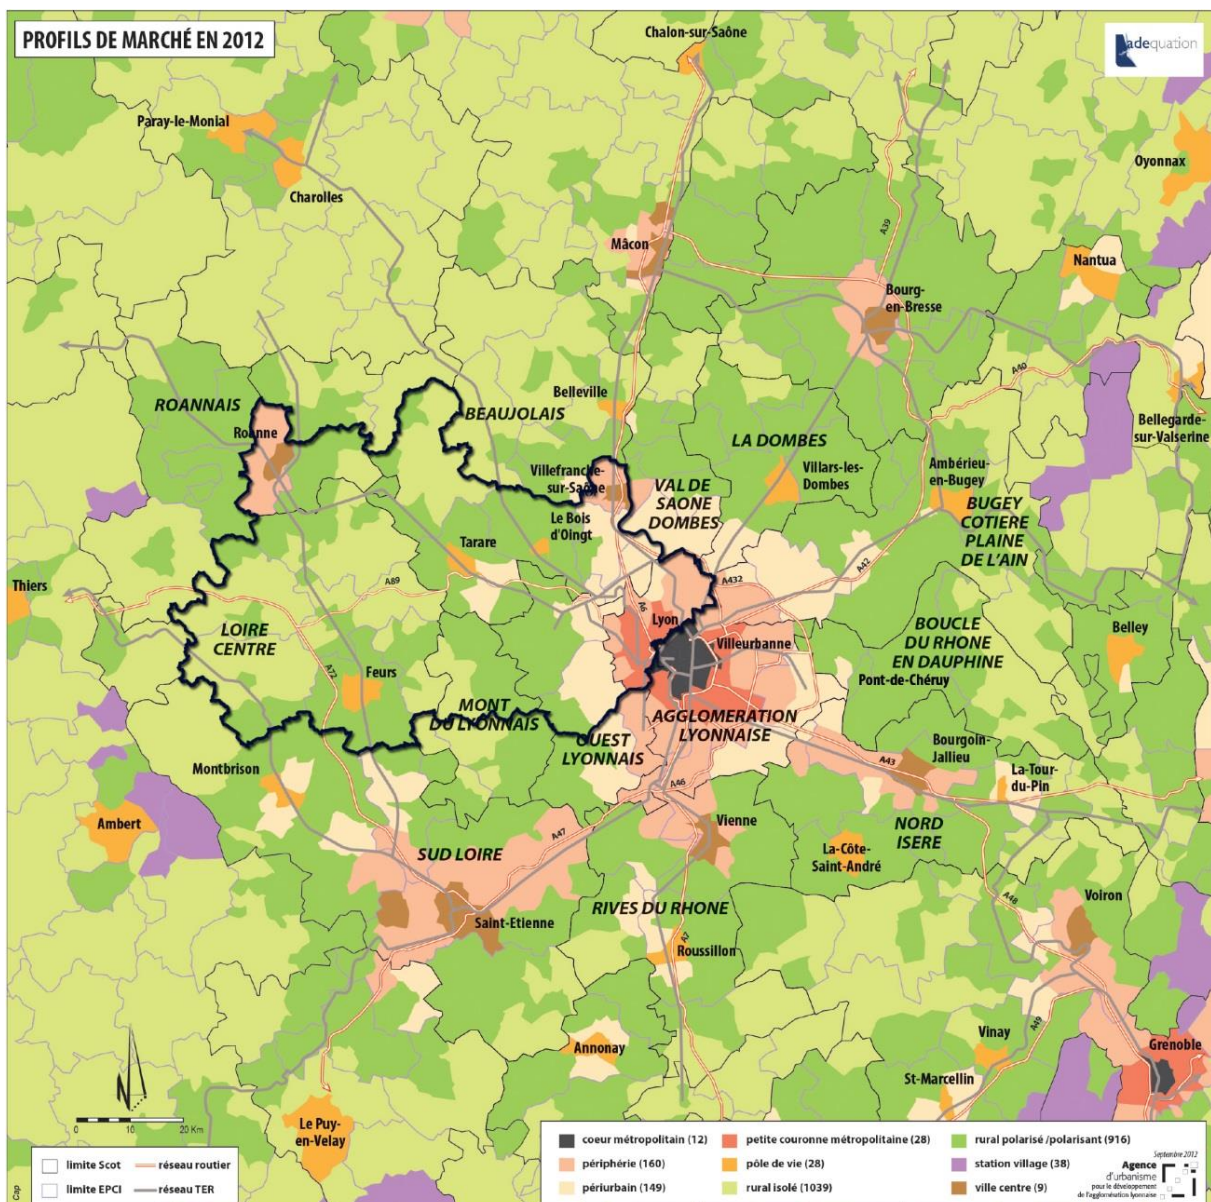 PROFILS DE MARCHÉ EN 2012
adequation
Chalon-sur-Saône
Paray-le-Monial
Charolles
Oyonnax
A39
Mâcon
Nantua
Bourg-
en-Bresse
A40
ROANNAIS
Roanne
BEAUJOLAIS
Belleville
Bellegarde-
sur-Valserine
LA DOMBES
Villefranche-
sur-Saône
VAL DE
SAONE
DOMBES
Villars-les-
Dombes
Ambérieu-
en-Bugey
BUGEY
COTIERE
PLAINE
DE L'AIN
Le Bois
d'Oingt
Tarare
Thiers
A89
A432
A42
A6
LOIRE
CENTRE
Lyon
Villeurbanne
BOUCLE
DU RHONE
EN DAUPHINE
Belley
Pont-de-Chéruy
A72
Feurs
MONT
DU LYONNAIS
OUEST
LYONNAIS
AGGLOMERATION
LYONNAISE
Bourgoin-
Jallieu
A43
La-Tour-
du-Pin
Montbrison
A46
Ambert
A47
Vienne
NORD
ISERE
SUD LOIRE
La-Côte-
Saint-André
A48
Voiron
Saint-Etienne
RIVES DU RHONE
A7
Roussillon
A49
Vinay
Annonay
Grenoble
St-Marcellin
N
0 10 20 Km
Le Puy-
en-Velay
limite Scot
réseau routier
limite EPCI
réseau TER
Cap
coeur métropolitain (12)
petite couronne métropolitaine (28)
rural polarisé /polarisant (916)
périphérie (160)
pôle de vie (28)
station village (38)
périurbain (149)
rural isolé (1039)
ville centre (9)
Septembre 2012
Agence
d'urbanisme
pour le développement
de l'agglomération lyonnaise